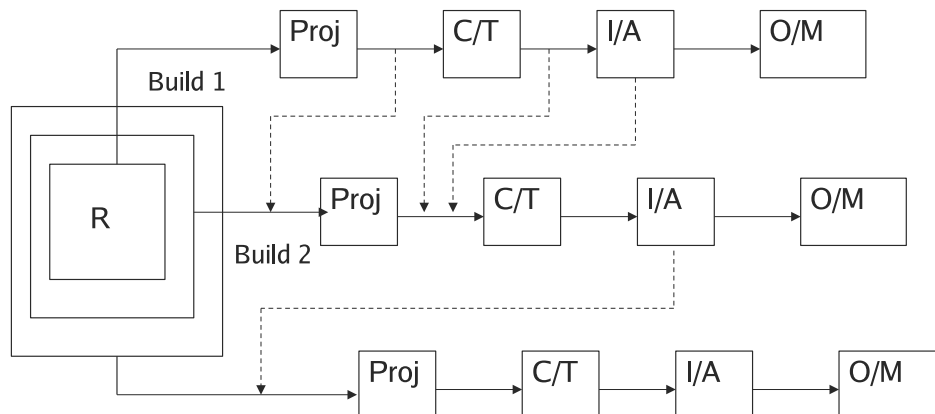 Proj C/T I/A O/M
Build 1
R
Proj C/T I/A O/M
Build 2
Proj C/T I/A O/M